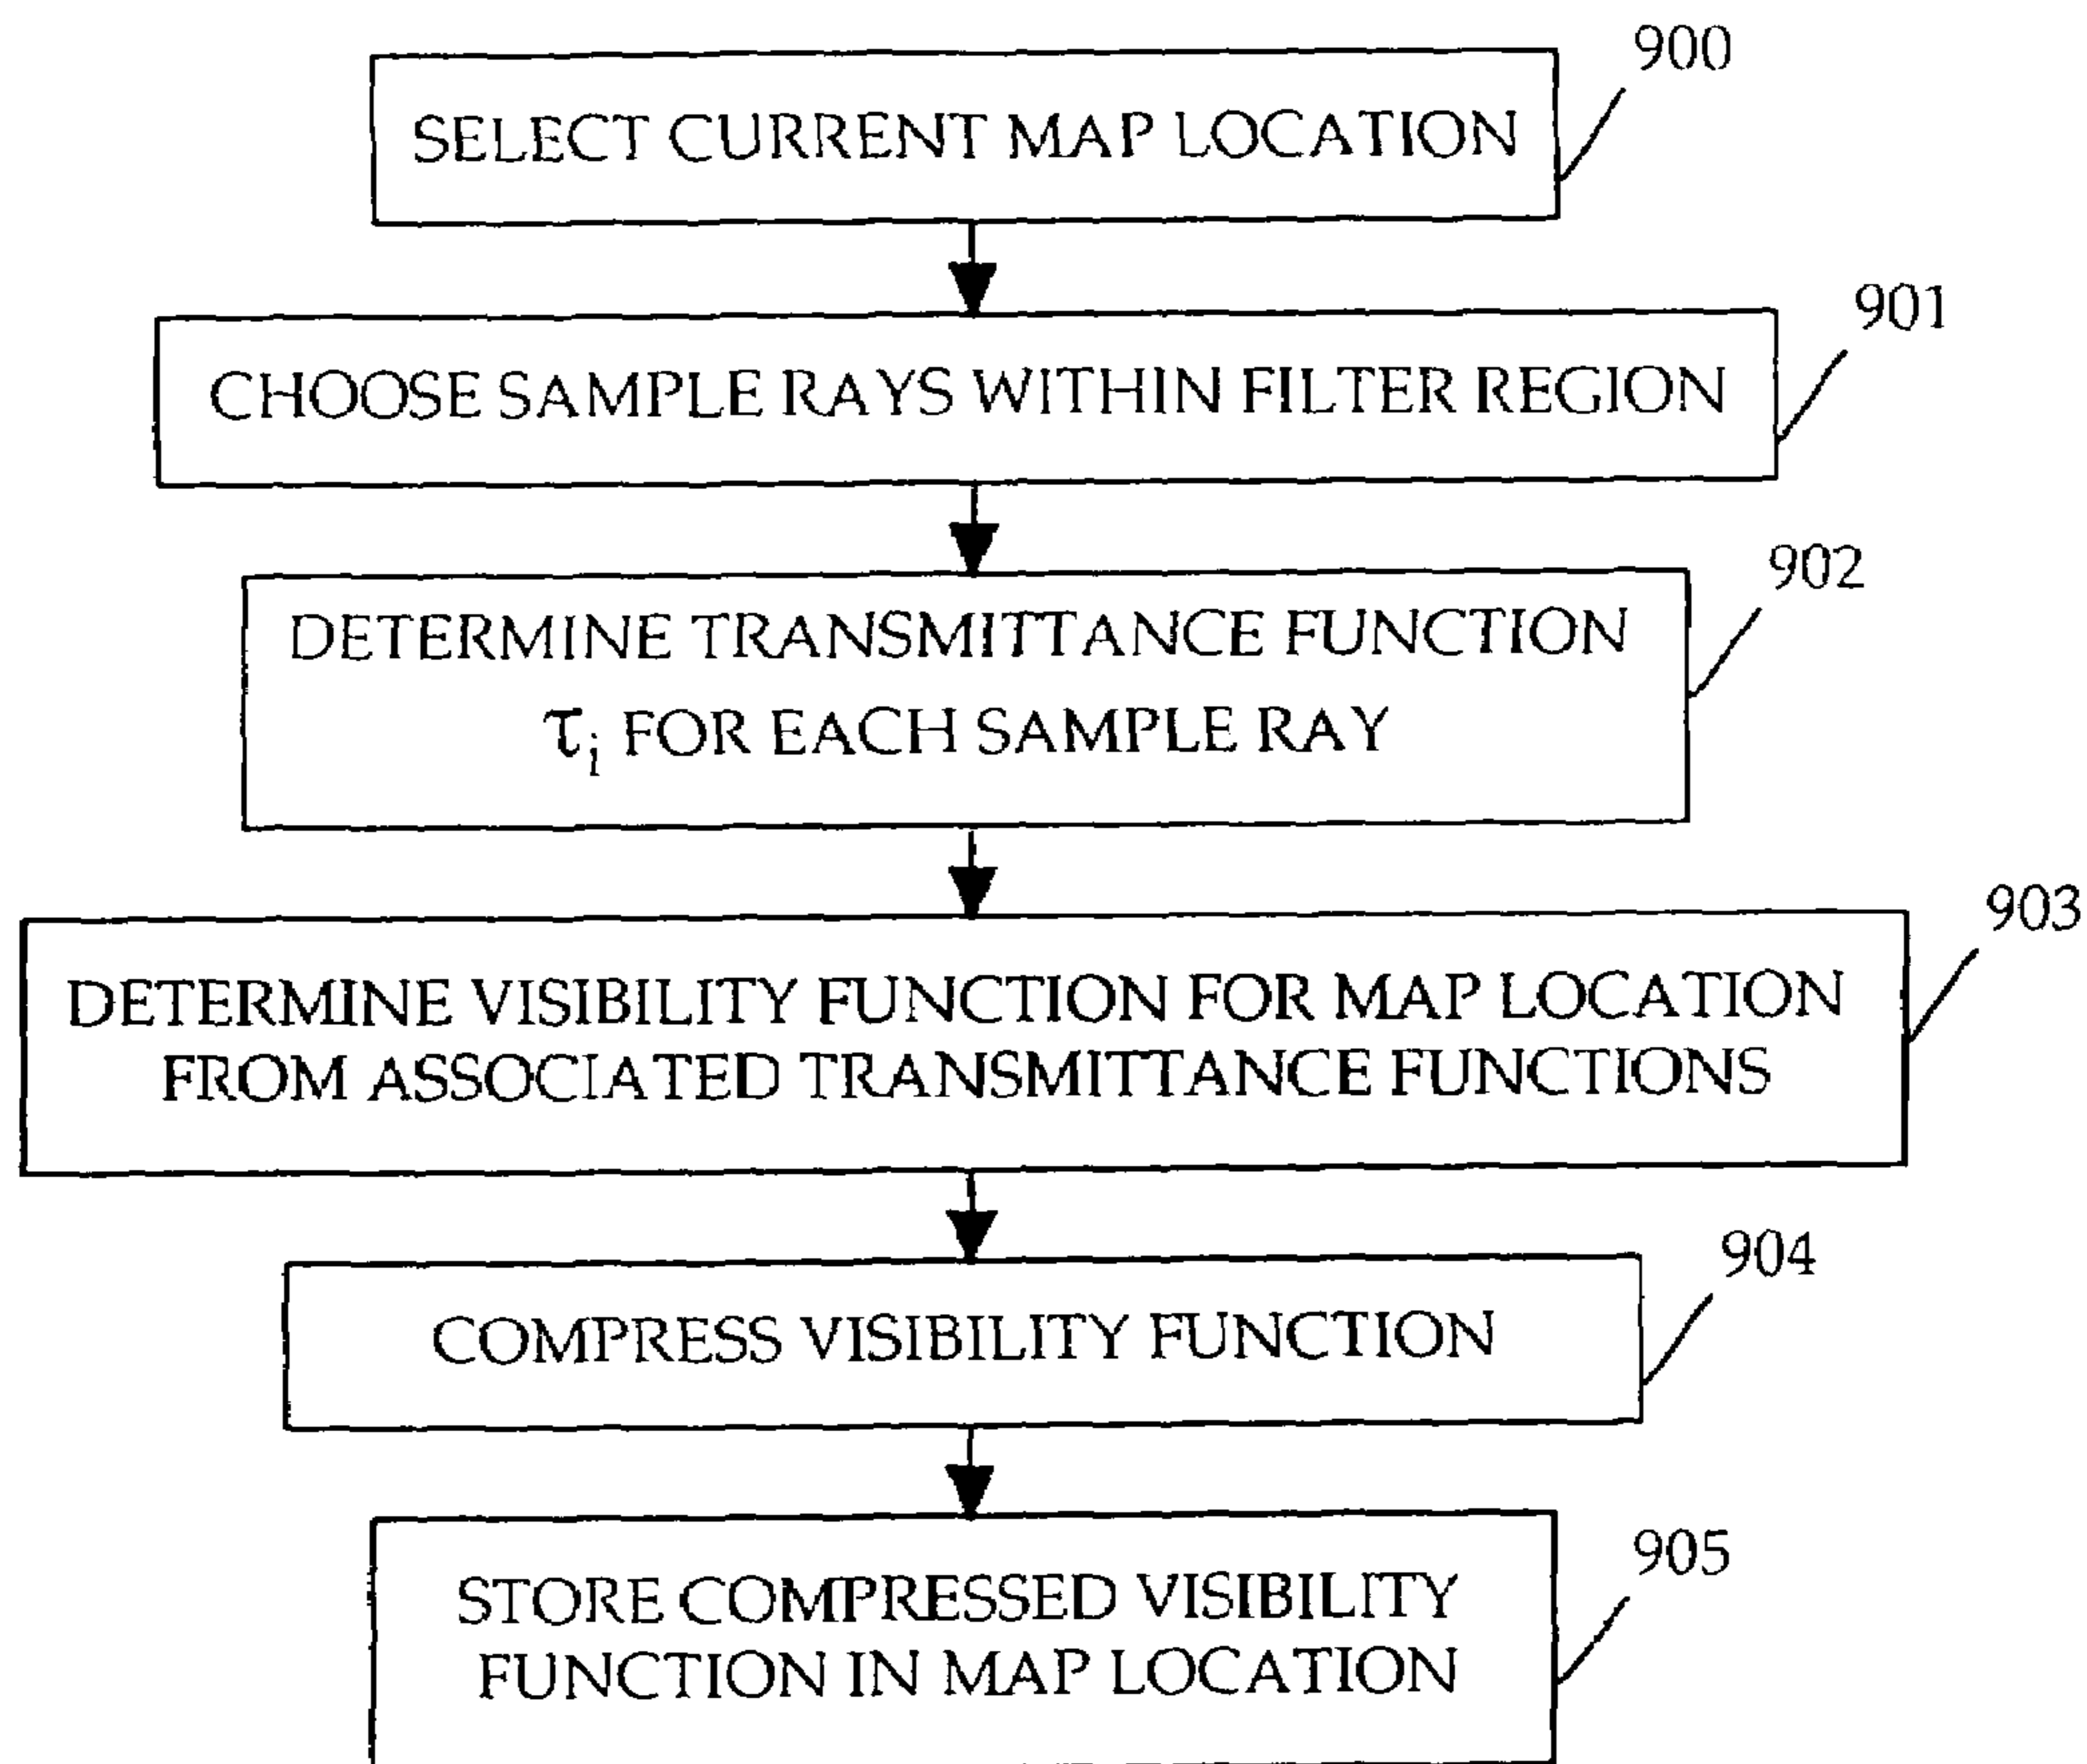 900
SELECT CURRENT MAP LOCATION
901
CHOOSE SAMPLE RAYS WITHIN FILTER REGION
902
DETERMINE TRANSMITTANCE FUNCTION
τi FOR EACH SAMPLE RAY
903
DETERMINE VISIBILITY FUNCTION FOR MAP LOCATION
FROM ASSOCIATED TRANSMITTANCE FUNCTIONS
904
COMPRESS VISIBILITY FUNCTION
905
STORE COMPRESSED VISIBILITY
FUNCTION IN MAP LOCATION